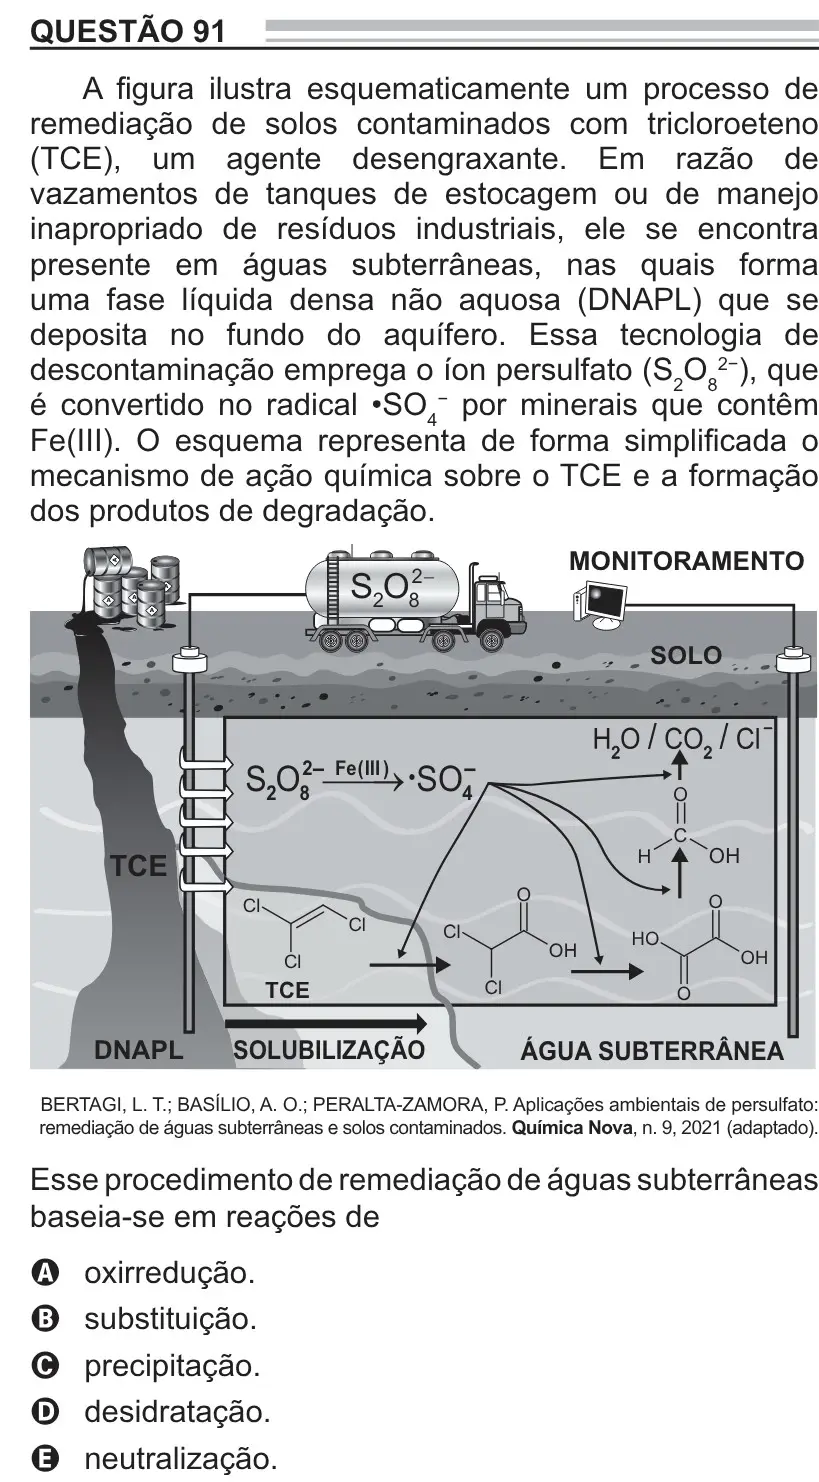 QUESTÃO 91
A figura ilustra esquematicamente um processo de
remediação de solos contaminados com tricloroeteno
(TCE), um agente desengraxante. Em razão de
vazamentos de tanques de estocagem ou de manejo
inapropriado de resíduos industriais, ele se encontra
presente em águas subterrâneas, nas quais forma
uma fase líquida densa não aquosa (DNAPL) que se
deposita no fundo do aquífero. Essa tecnologia de
descontaminação emprega o íon persulfato (S₂O₈²⁻), que
é convertido no radical •SO₄⁻ por minerais que contêm
Fe(III). O esquema representa de forma simplificada o
mecanismo de ação química sobre o TCE e a formação
dos produtos de degradação.
MONITORAMENTO
S₂O₈²⁻
SOLO
H₂O / CO₂ / Cl⁻
S₂O₈²⁻ Fe(III) → •SO₄⁻
O
C
H OH
TCE
Cl Cl Cl
TCE
O
Cl OH
Cl
O
HO OH
O
DNAPL SOLUBILIZAÇÃO ÁGUA SUBTERRÂNEA
BERTAGI, L. T.; BASÍLIO, A. O.; PERALTA-ZAMORA, P. Aplicações ambientais de persulfato:
remediação de águas subterrâneas e solos contaminados. Química Nova, n. 9, 2021 (adaptado).
Esse procedimento de remediação de águas subterrâneas
baseia-se em reações de
A oxirredução.
B substituição.
C precipitação.
D desidratação.
E neutralização.